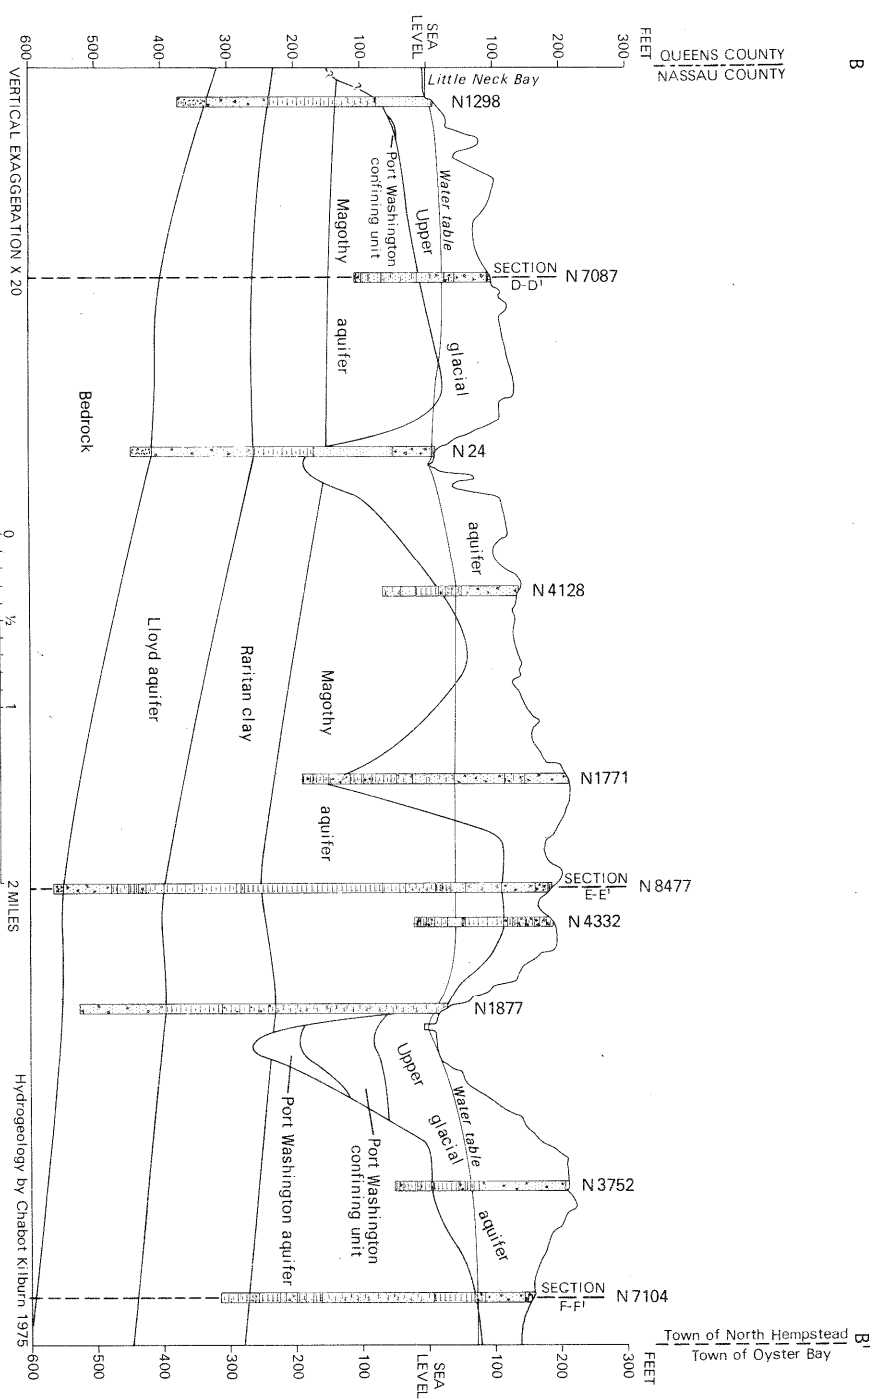 B
QUEENS COUNTY
NASSAU COUNTY
FEET
300
200
100
SEA
LEVEL
100
200
300
400
500
600
Little Neck Bay
N1298
Port Washington
confining unit
Water table
Upper
Magothy
SECTION
D-D'
N 7087
aquifer
glacial
Bedrock
N 24
aquifer
N 4128
Lloyd aquifer
Raritan clay
Magothy
N1771
aquifer
SECTION
E-E'
N 8477
N 4332
N1877
Upper
Water table
glacial
Port Washington
confining unit
Port Washington aquifer
N 3752
aquifer
SECTION
F-F'
N 7104
Town of North Hempstead
Town of Oyster Bay
B'
FEET
300
200
100
SEA
LEVEL
100
200
300
400
500
600
VERTICAL EXAGGERATION X 20
0
½
1
2 MILES
Hydrogeology by Chabot Kilburn 1975